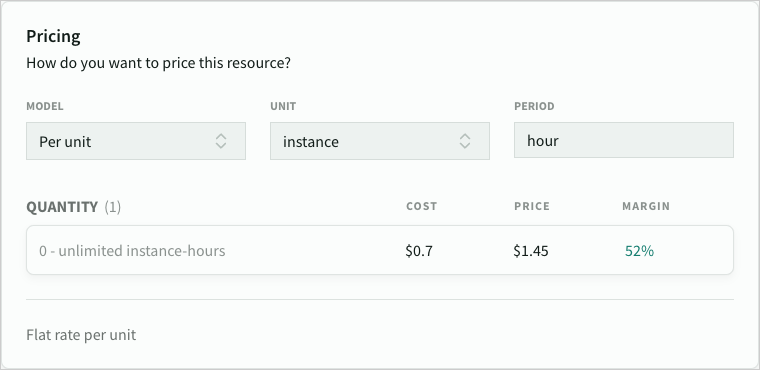 Pricing
How do you want to price this resource?
MODEL UNIT PERIOD
Per unit instance hour
QUANTITY (1) COST PRICE MARGIN
0 - unlimited instance-hours $0.7 $1.45 52%
Flat rate per unit